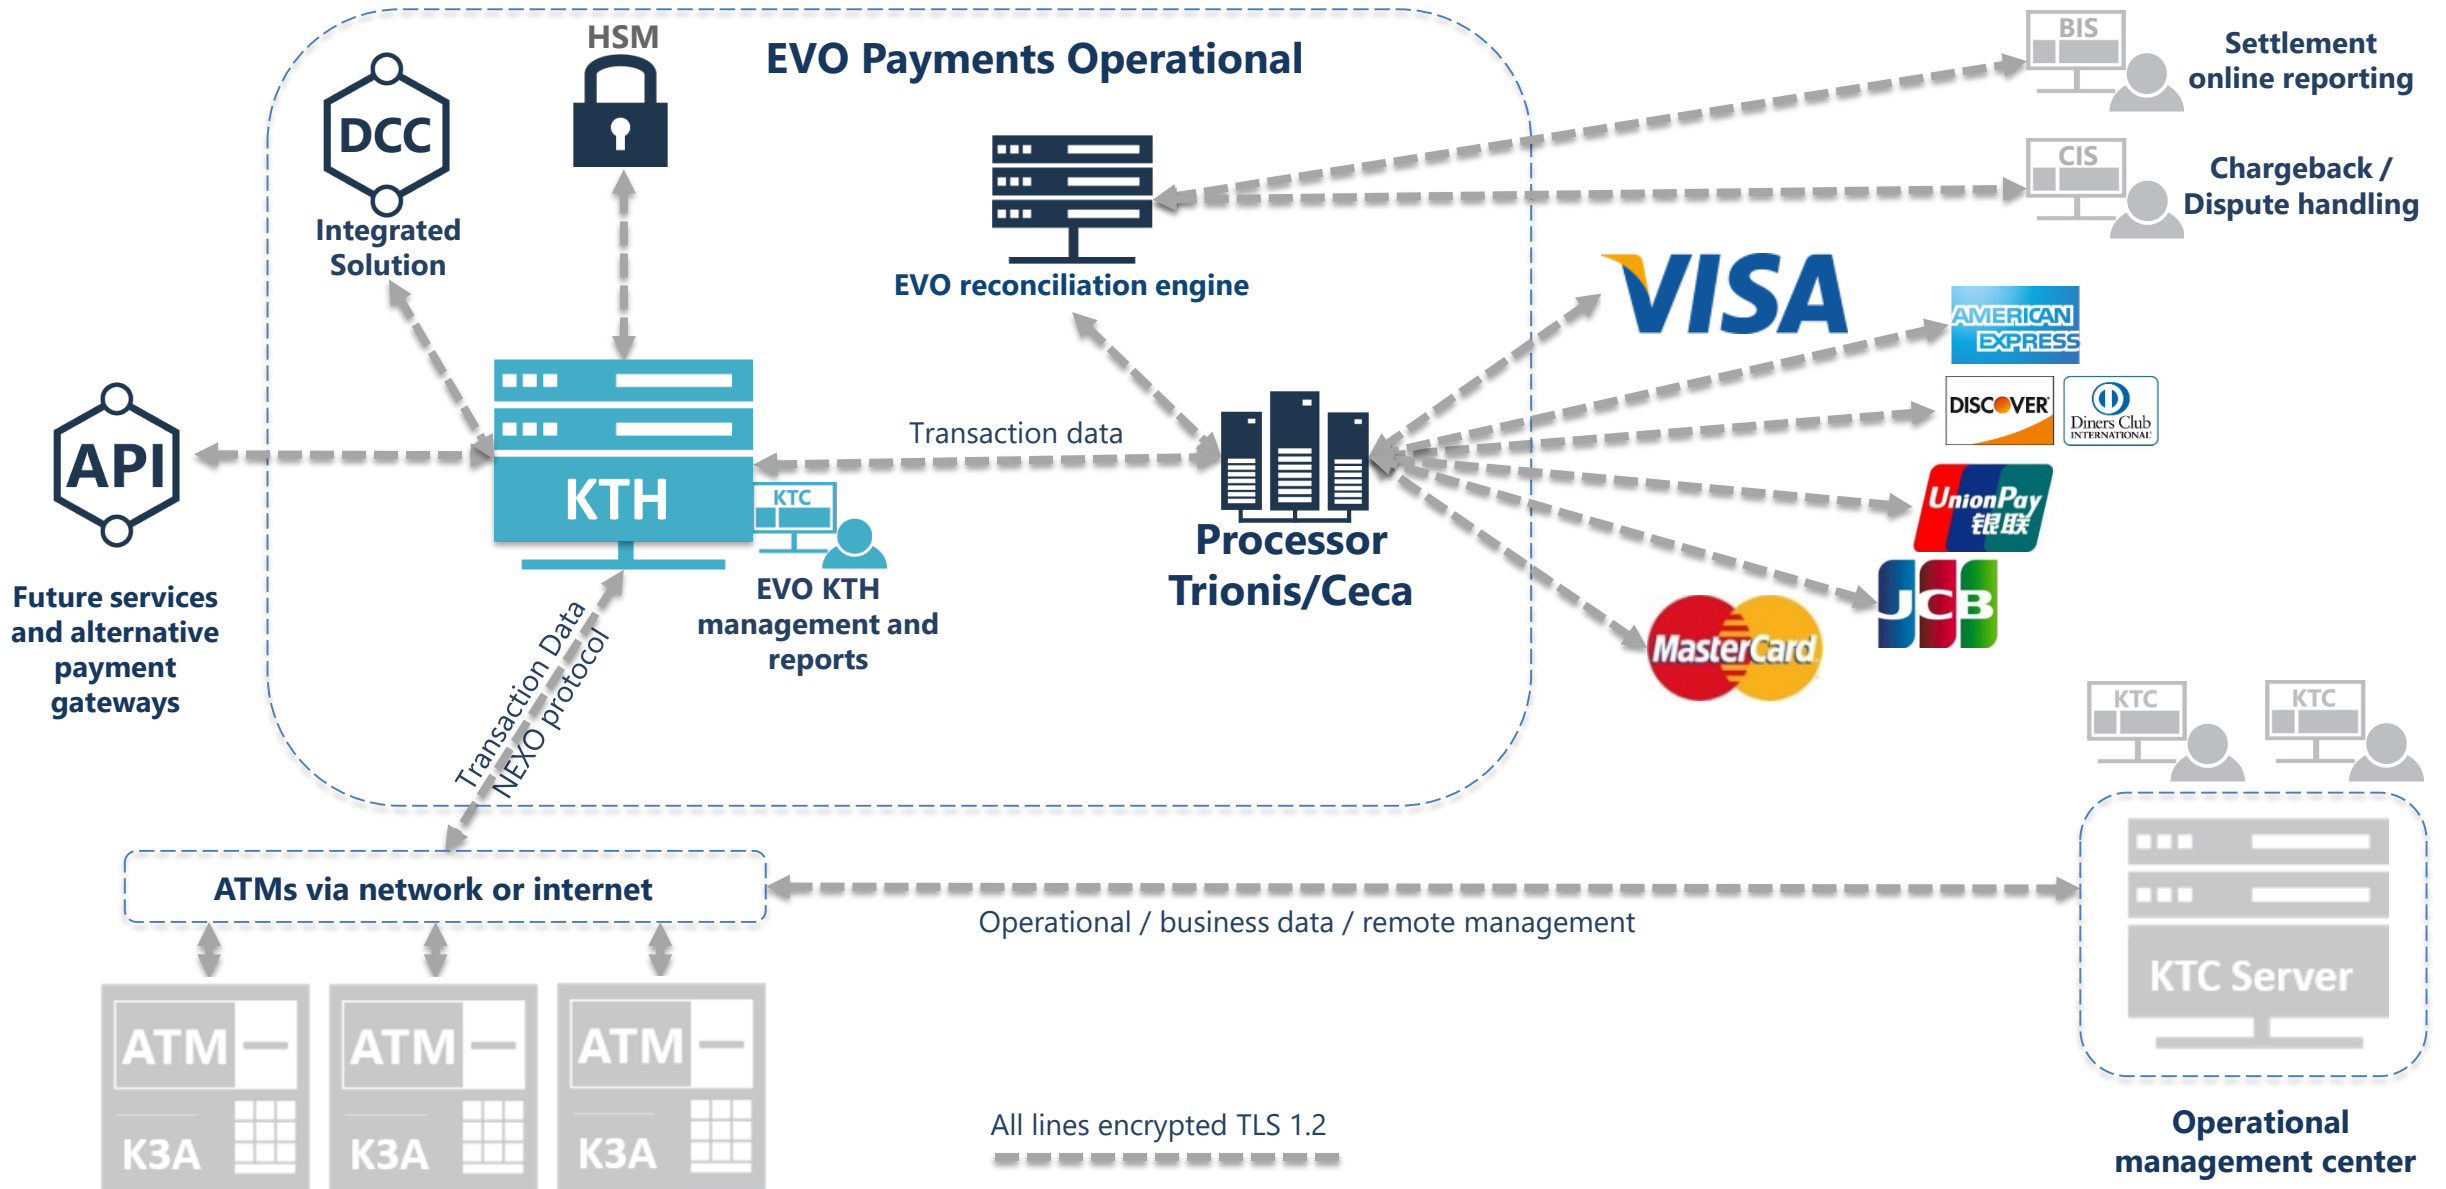 HSM
EVO Payments Operational
DCC
Integrated
Solution
EVO reconciliation engine
BIS
Settlement
online reporting
CIS
Chargeback /
Dispute handling
VISA
AMERICAN
EXPRESS
DISCOVER
Diners Club
INTERNATIONAL
UnionPay
银联
JCB
MasterCard
API
Future services
and alternative
payment
gateways
KTH
KTC
EVO KTH
management and
reports
Transaction data
Processor
Trionis/Ceca
Transaction Data
NEXO protocol
ATMs via network or internet
Operational / business data / remote management
KTC
KTC
KTC Server
Operational
management center
ATM
K3A
ATM
K3A
ATM
K3A
All lines encrypted TLS 1.2